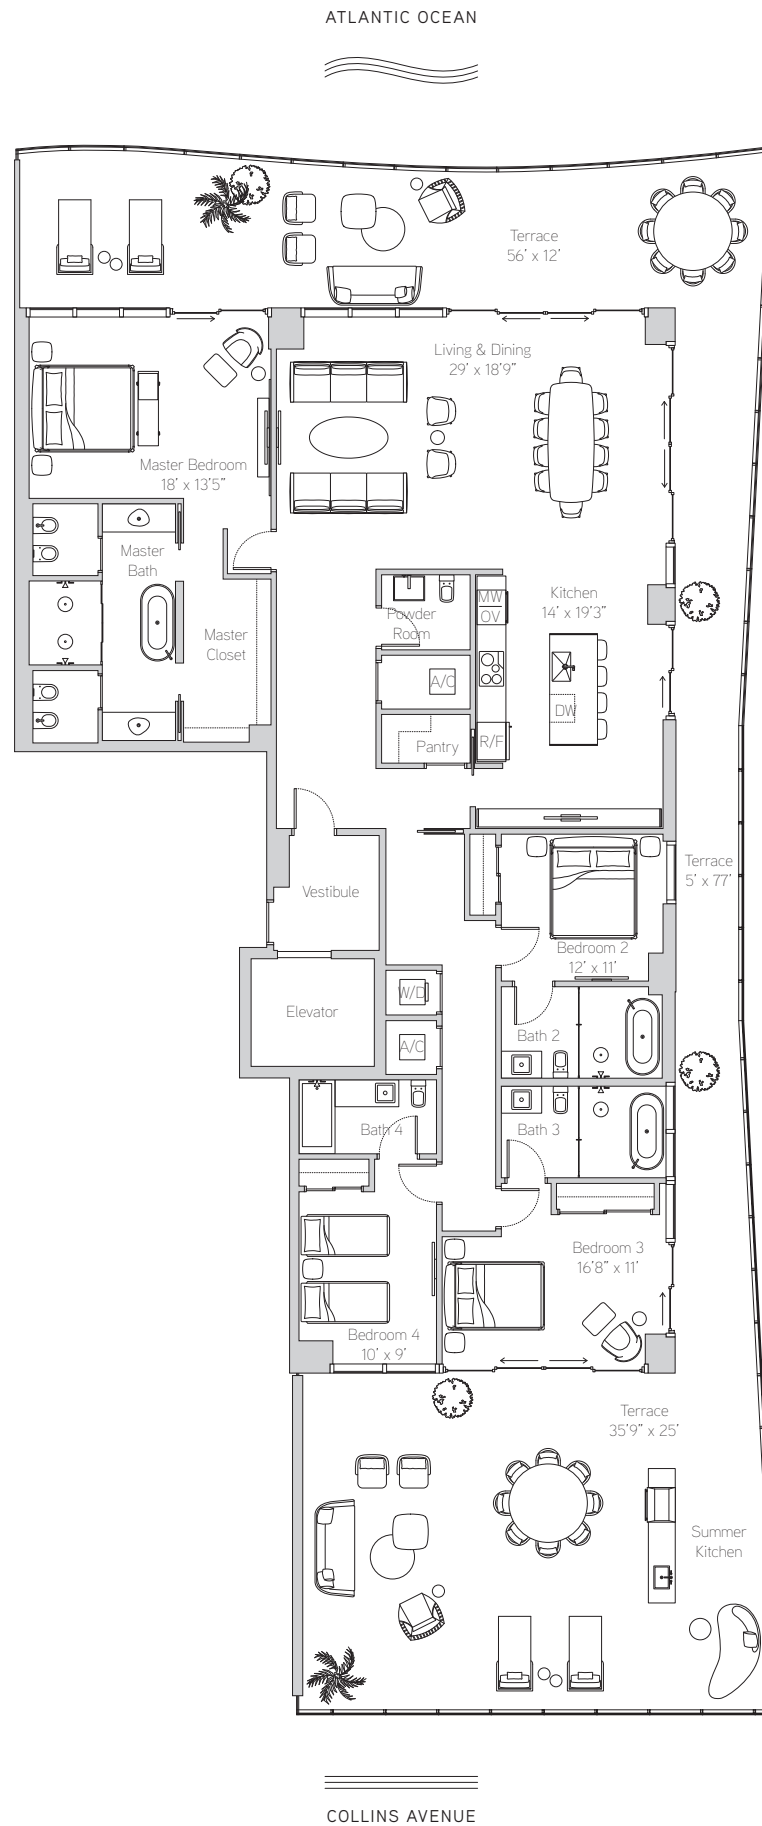 ATLANTIC OCEAN
Terrace
56' x 12'
Living & Dining
29' x 18'9"
Master Bedroom
18' x 13'5"
Master
Bath
Master
Closet
Powder
Room
MW
OV
Kitchen
14' x 19'3"
A/C
DW
Pantry
R/F
Vestibule
Terrace
5' x 77'
Bedroom 2
12' x 11'
Elevator
W/D
A/C
Bath 2
Bath 4
Bath 3
Bedroom 3
16'8" x 11'
Bedroom 4
10' x 9'
Terrace
35'9" x 25'
Summer
Kitchen
COLLINS AVENUE